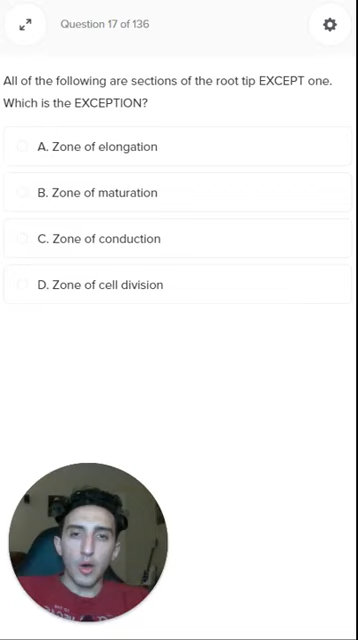 Question 17 of 136
All of the following are sections of the root tip EXCEPT one.
Which is the EXCEPTION?
A. Zone of elongation
B. Zone of maturation
C. Zone of conduction
D. Zone of cell division